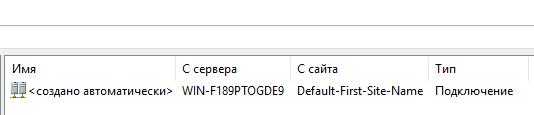 Имя С сервера С сайта Тип
<создано автоматически> WIN-F189PTOGDE9 Default-First-Site-Name Подключение